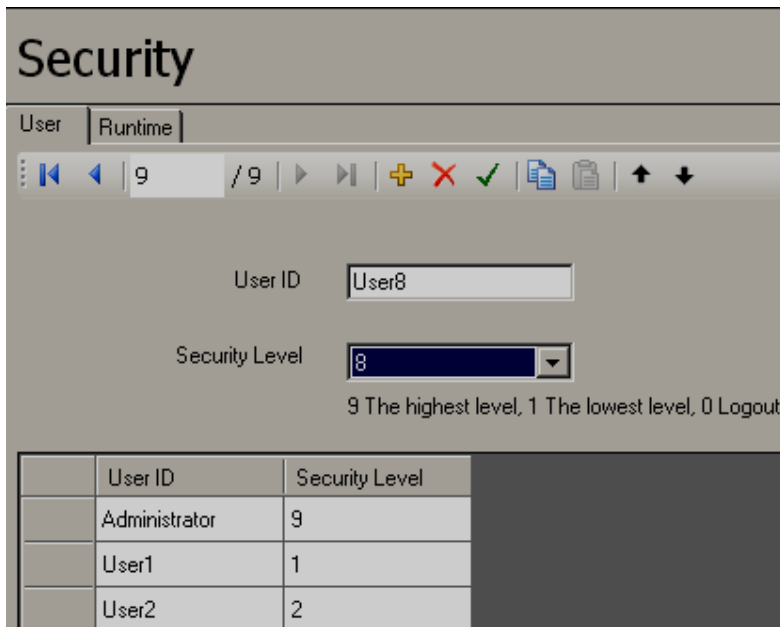 Security
User Runtime
9 / 9
User ID User8
Security Level 8
9 The highest level, 1 The lowest level, 0 Logout
User ID Security Level
Administrator 9
User1 1
User2 2